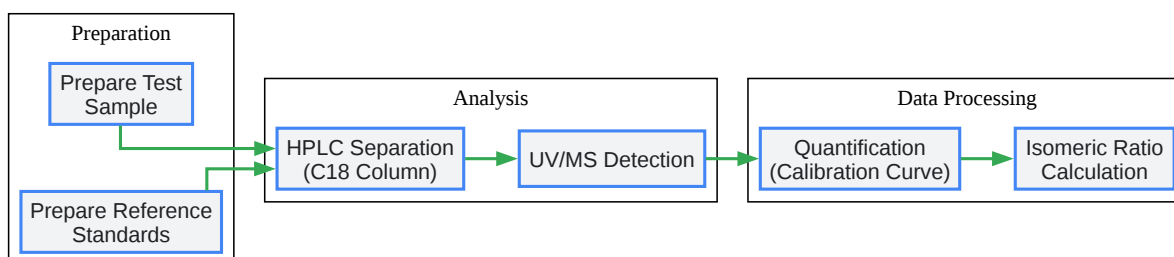 Preparation
Prepare Test
Sample
Prepare Reference
Standards
Analysis
HPLC Separation
(C18 Column)
UV/MS Detection
Data Processing
Quantification
(Calibration Curve)
Isomeric Ratio
Calculation